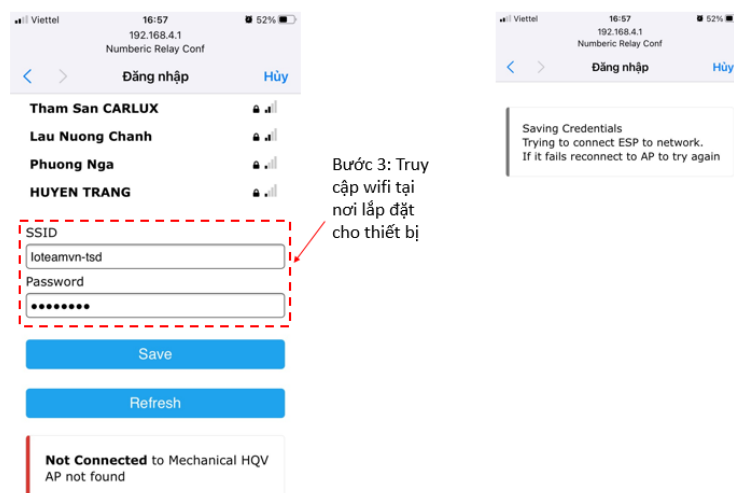 Viettel 16:57 52%
192.168.4.1
Numberic Relay Conf
Đăng nhập Hủy
Tham San CARLUX
Lau Nuong Chanh
Phuong Nga
HUYEN TRANG
SSID
Ioteamvn-tsd
Password
●●●●●●●●
Save
Refresh
Not Connected to Mechanical HQV
AP not found
Bước 3: Truy
cập wifi tại
nơi lắp đặt
cho thiết bị
Viettel 16:57 52%
192.168.4.1
Numberic Relay Conf
Đăng nhập Hủy
Saving Credentials
Trying to connect ESP to network.
If it fails reconnect to AP to try again